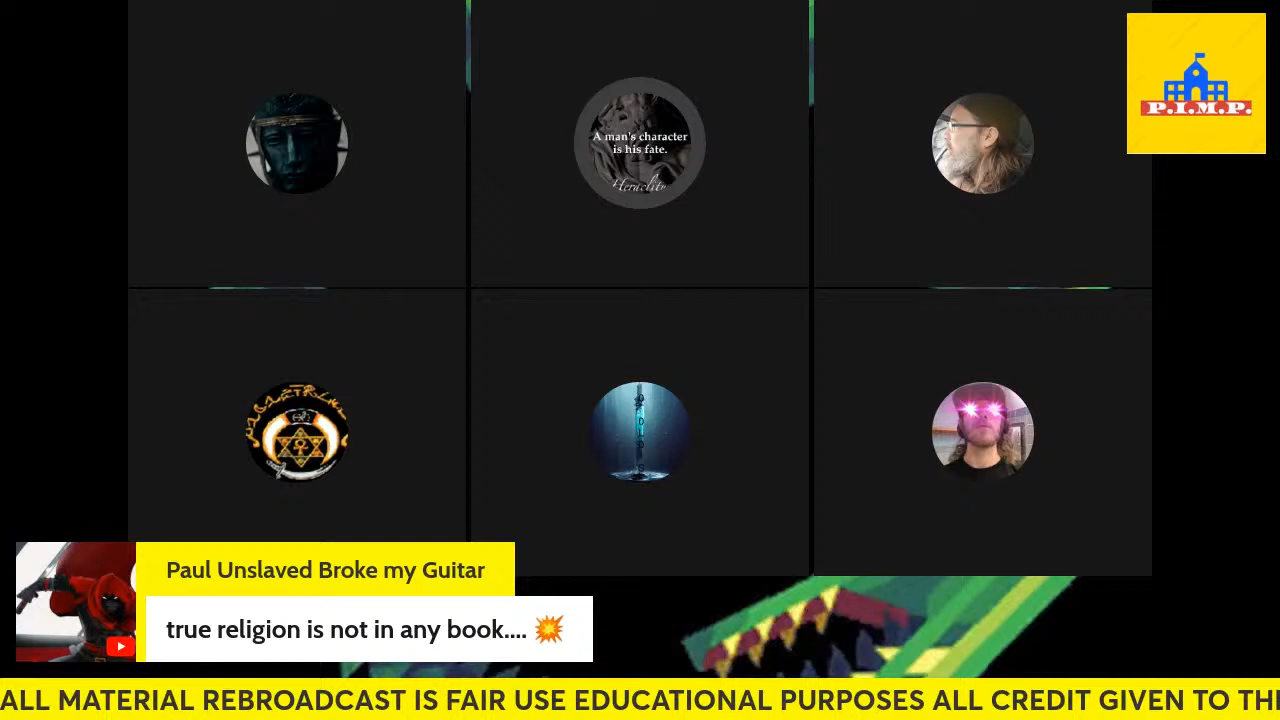 A man's character
is his fate.
P.I.M.P.
Paul Unslaved Broke my Guitar
true religion is not in any book.... 💥
ALL MATERIAL REBROADCAST IS FAIR USE EDUCATIONAL PURPOSES ALL CREDIT GIVEN TO